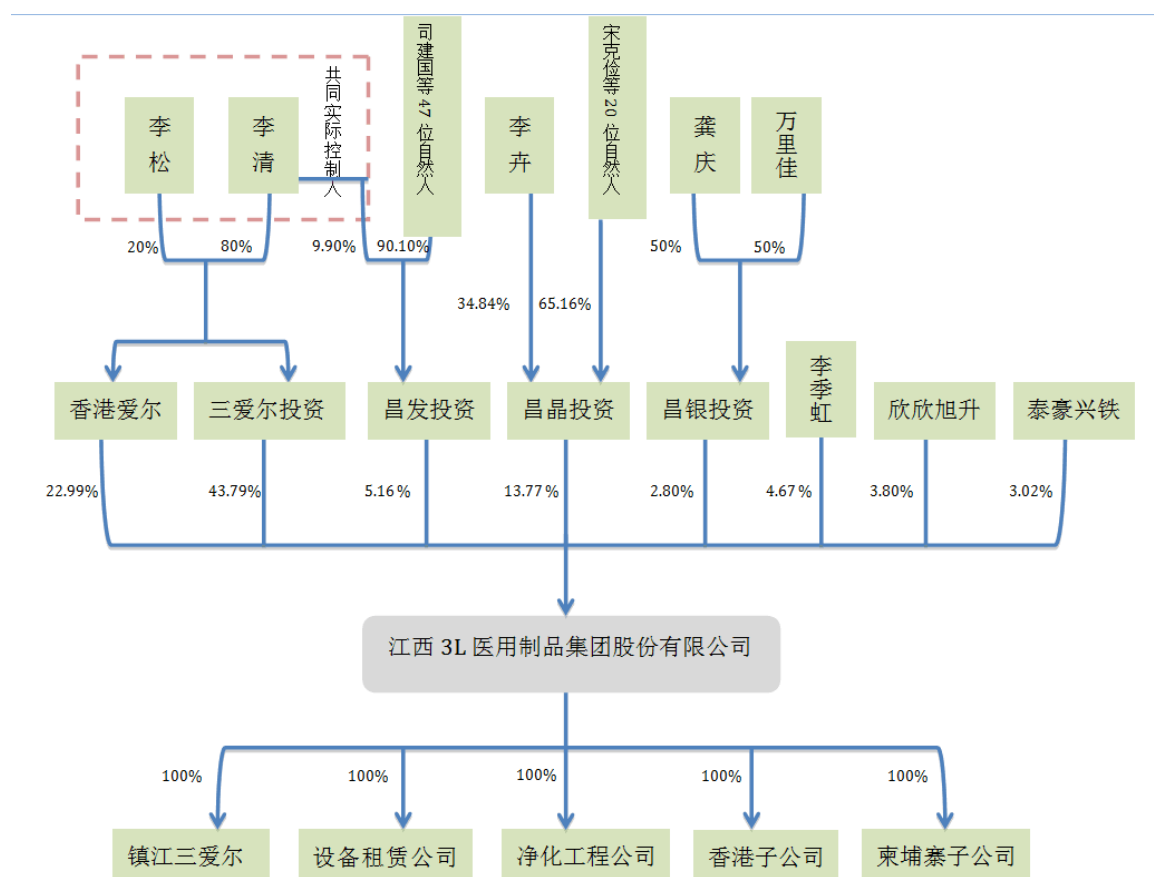 司建国等 47 位自然人
宋克俭等 20 位自然人
共同实际控制人
李松
李清
李卉
龚庆
万里佳
20%
80%
9.90%
90.10%
50%
50%
34.84%
65.16%
香港爱尔
三爱尔投资
昌发投资
昌晶投资
昌银投资
李季虹
欣欣旭升
泰豪兴铁
22.99%
43.79%
5.16%
13.77%
2.80%
4.67%
3.80%
3.02%
江西 3L 医用制品集团股份有限公司
100%
100%
100%
100%
100%
镇江三爱尔
设备租赁公司
净化工程公司
香港子公司
柬埔寨子公司